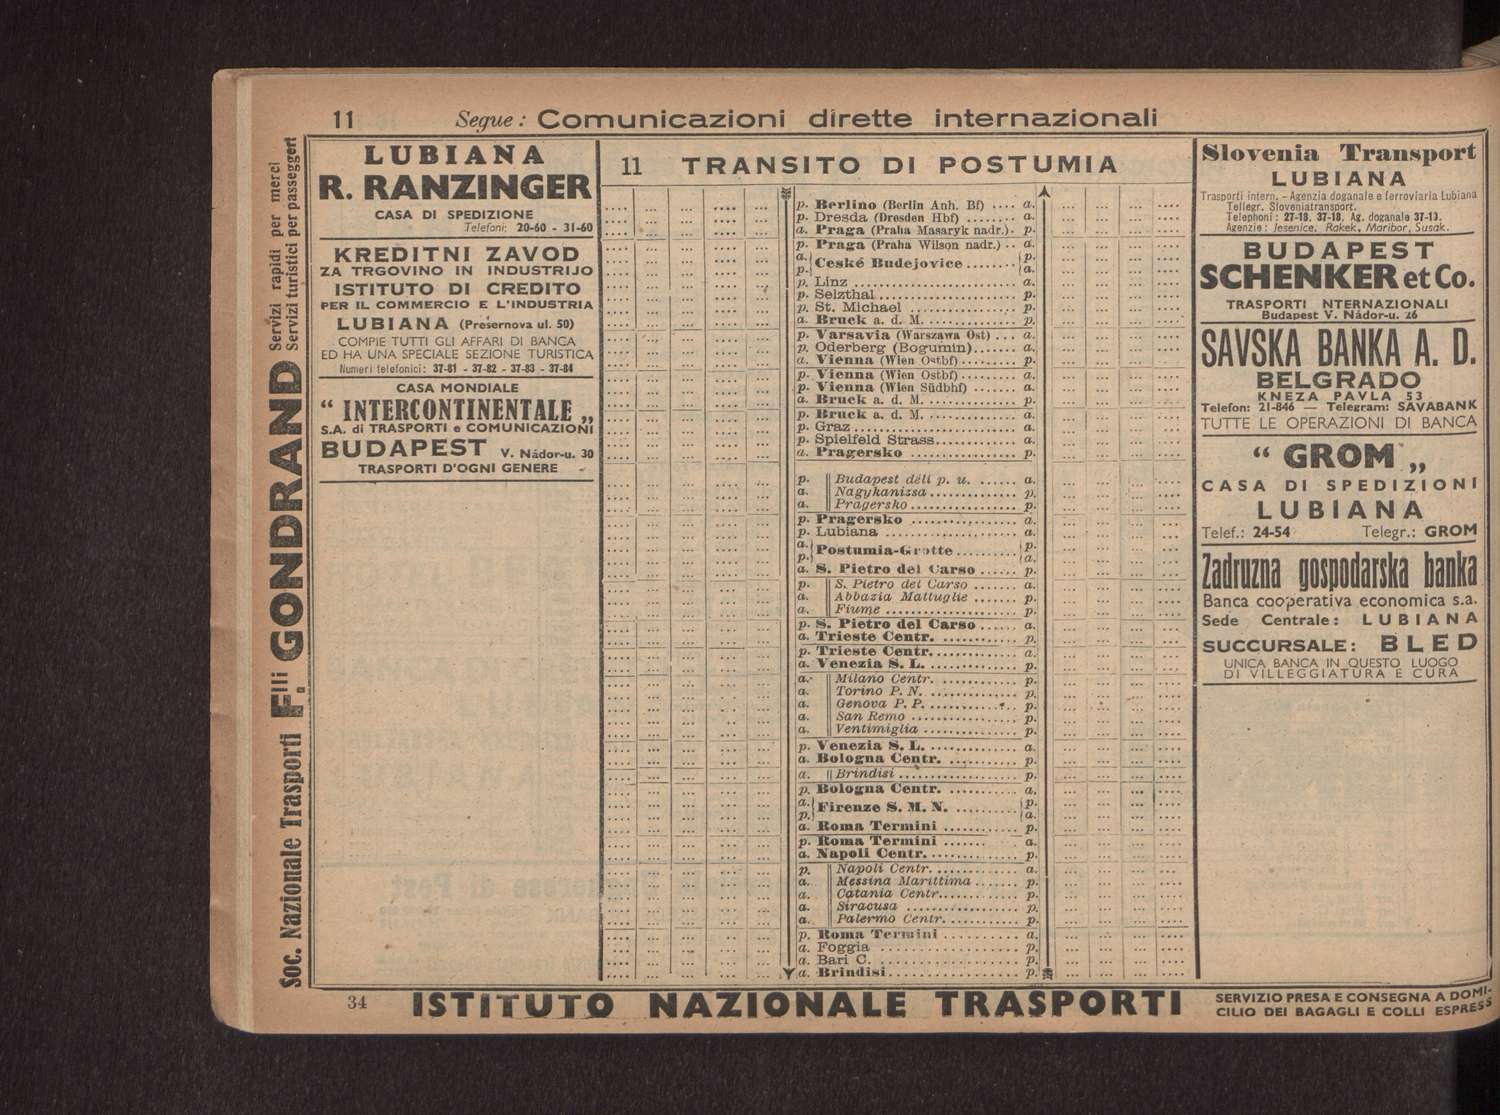 11 Segue: Comunicazioni dirette internazionali
Soc. Nazionale Trasporti F.lli GONDRAND
Servizi rapidi per merci
Servizi turistici per passeggeri
LUBIANA
R. RANZINGER
CASA DI SPEDIZIONE
Telefoni: 20-60 - 31-60
KREDITNI ZAVOD
ZA TRGOVINO IN INDUSTRIJO
ISTITUTO DI CREDITO
PER IL COMMERCIO E L'INDUSTRIA
LUBIANA (Prešernova ul. 50)
COMPIE TUTTI GLI AFFARI DI BANCA
ED HA UNA SPECIALE SEZIONE TURISTICA
Numeri telefonici: 37-81 - 37-82 - 37-83 - 37-84
CASA MONDIALE
“ INTERCONTINENTALE „
S.A. di TRASPORTI e COMUNICAZIONI
BUDAPEST V. Nádor-u. 30
TRASPORTI D'OGNI GENERE
11 TRANSITO DI POSTUMIA
p. Berlino (Berlin Anh. Bf) .... a.
p. Dresda (Dresden Hbf) ....... a.
a. Praga (Praha Masaryk nadr.). p.
p. Praga (Praha Wilson nadr.) .. a.
a. p. Ceské Budejovice ........ p. a.
p. Linz ....................... a.
p. Selzthal.................... a.
p. St. Michael ................ p.
a. Bruck a. d. M. ............. p.
p. Varsavia (Warszawa Ost) ... a.
p. Oderberg (Bogumin)....... a.
a. Vienna (Wien Ostbf)........ p.
p. Vienna (Wien Ostbf) ....... a.
p. Vienna (Wien Südbhf) ..... a.
a. Bruck a. d. M. ............. p.
p. Bruck a. d. M. ............. a.
p. Graz........................ a.
p. Spielfeld Strass............ a.
a. Pragersko .................. p.
p. Budapest déli p. u. ...... a.
a. Nagykanizsa............. p.
a. Pragersko................ p.
p. Pragersko .................. a.
p. Lubiana .................... a.
a. p. Postumia-Grotte.......... p. a.
a. S. Pietro del Carso ...... p.
p. S. Pietro del Carso ....... a.
a. Abbazia Mattuglie ....... p.
a. Fiume .................... p.
p. S. Pietro del Carso ...... a.
a. Trieste Centr. ............ p.
p. Trieste Centr............. a.
a. Venezia S. L. ............ p.
a. Milano Centr. ........... p.
a. Torino P. N. ............. p.
a. Genova P. P. ............. p.
a. San Remo ................ p.
a. Ventimiglia .............. p.
p. Venezia S. L. ............ a.
a. Bologna Centr. ........... p.
a. Brindisi .................. p.
p. Bologna Centr. ........... a.
a. p. Firenze S. M. N. ......... p. a.
a. Roma Termini ........... p.
p. Roma Termini ....... a.
a. Napoli Centr. ............ p.
p. Napoli Centr. ............ a.
a. Messina Marittima ...... p.
a. Catania Centr............ p.
a. Siracusa ................. p.
a. Palermo Centr. .......... p.
p. Roma Termini ........... a.
a. Foggia .................... p.
a. Bari C. .................... p.
a. Brindisi................... p.
Slovenia Transport
LUBIANA
Trasporti intern. - Agenzia doganale e ferroviaria Lubiana
Tellegr. Sloveniatransport.
Telephoni: 27-18, 37-18, Ag. doganale 37-19.
Agenzie: Jesenice, Rakek, Maribor, Susak.
BUDAPEST
SCHENKER et Co.
TRASPORTI NTERNAZIONALI
Budapest V. Nádor-u. 26
SAVSKA BANKA A. D.
BELGRADO
KNEZA PAVLA 53
Telefon: 21-846 — Telegram: SAVABANK
TUTTE LE OPERAZIONI DI BANCA
“ GROM „
CASA DI SPEDIZIONI
LUBIANA
Telef.: 24-54 Telegr.: GROM
Zadruzna gospodarska banka
Banca cooperativa economica s.a.
Sede Centrale: LUBIANA
SUCCURSALE: BLED
UNICA BANCA IN QUESTO LUOGO
DI VILLEGGIATURA E CURA
34 ISTITUTO NAZIONALE TRASPORTI
SERVIZIO PRESA E CONSEGNA A DOMI-
CILIO DEI BAGAGLI E COLLI ESPRESS